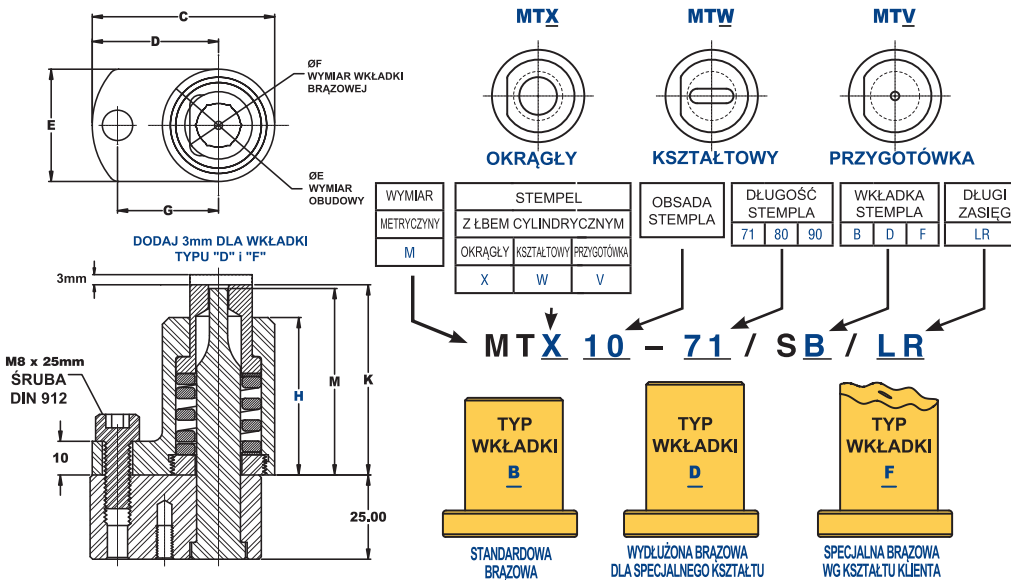 C
D
E
G
ØF
WYMIAR WKŁADKI
BRĄZOWEJ
ØE
WYMIAR
OBUDOWY
DODAJ 3mm DLA WKŁADKI
TYPU "D" i "F"
3mm
M8 x 25mm
ŚRUBA
DIN 912
10
H
M
K
25.00
MTX
MTW
MTV
OKRĄGŁY
KSZTAŁTOWY
PRZYGOTÓWKA
WYMIAR
METRYCZNY
M
STEMPEL
Z ŁBEM CYLINDRYCZNYM
OKRĄGŁY KSZTAŁTOWY PRZYGOTÓWKA
X W V
OBSADA
STEMPLA
DŁUGOŚĆ
STEMPLA
71 80 90
WKŁADKA
STEMPLA
B D F
DŁUGI
ZASIĘG
LR
MTX 10 – 71 / SB / LR
TYP
WKŁADKI
B
STANDARDOWA
BRĄZOWA
TYP
WKŁADKI
D
WYDŁUŻONA BRĄZOWA
DLA SPECJALNEGO KSZTAŁTU
TYP
WKŁADKI
F
SPECJALNA BRĄZOWA
WG KSZTAŁTU KLIENTA